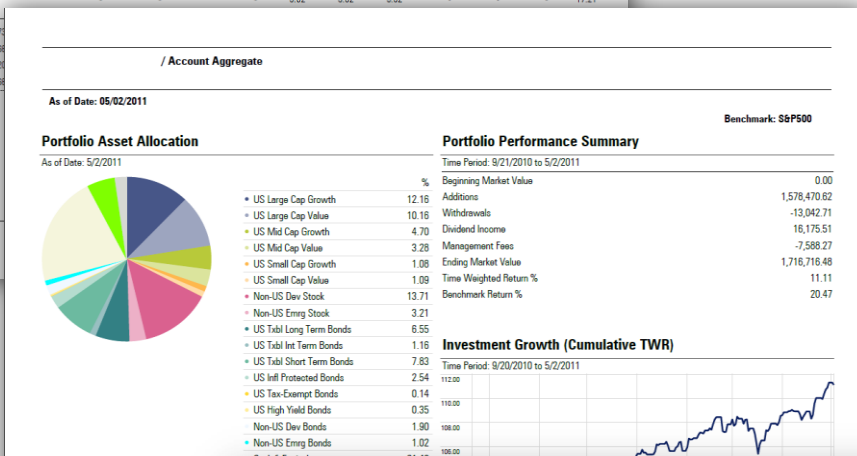 / Account Aggregate
As of Date: 05/02/2011
Benchmark: S&P500
Portfolio Asset Allocation
As of Date: 5/2/2011
%
US Large Cap Growth 12.16
US Large Cap Value 10.16
US Mid Cap Growth 4.70
US Mid Cap Value 3.28
US Small Cap Growth 1.08
US Small Cap Value 1.09
Non-US Dev Stock 13.71
Non-US Emrg Stock 3.21
US Txbl Long Term Bonds 6.55
US Txbl Int Term Bonds 1.16
US Txbl Short Term Bonds 7.83
US Infl Protected Bonds 2.54
US Tax-Exempt Bonds 0.14
US High Yield Bonds 0.35
Non-US Dev Bonds 1.90
Non-US Emrg Bonds 1.02
Portfolio Performance Summary
Time Period: 9/21/2010 to 5/2/2011
Beginning Market Value 0.00
Additions 1,578,470.62
Withdrawals -13,042.71
Dividend Income 16,175.51
Management Fees -7,588.27
Ending Market Value 1,716,716.48
Time Weighted Return % 11.11
Benchmark Return % 20.47
Investment Growth (Cumulative TWR)
Time Period: 9/20/2010 to 5/2/2011
112.00
110.00
108.00
106.00